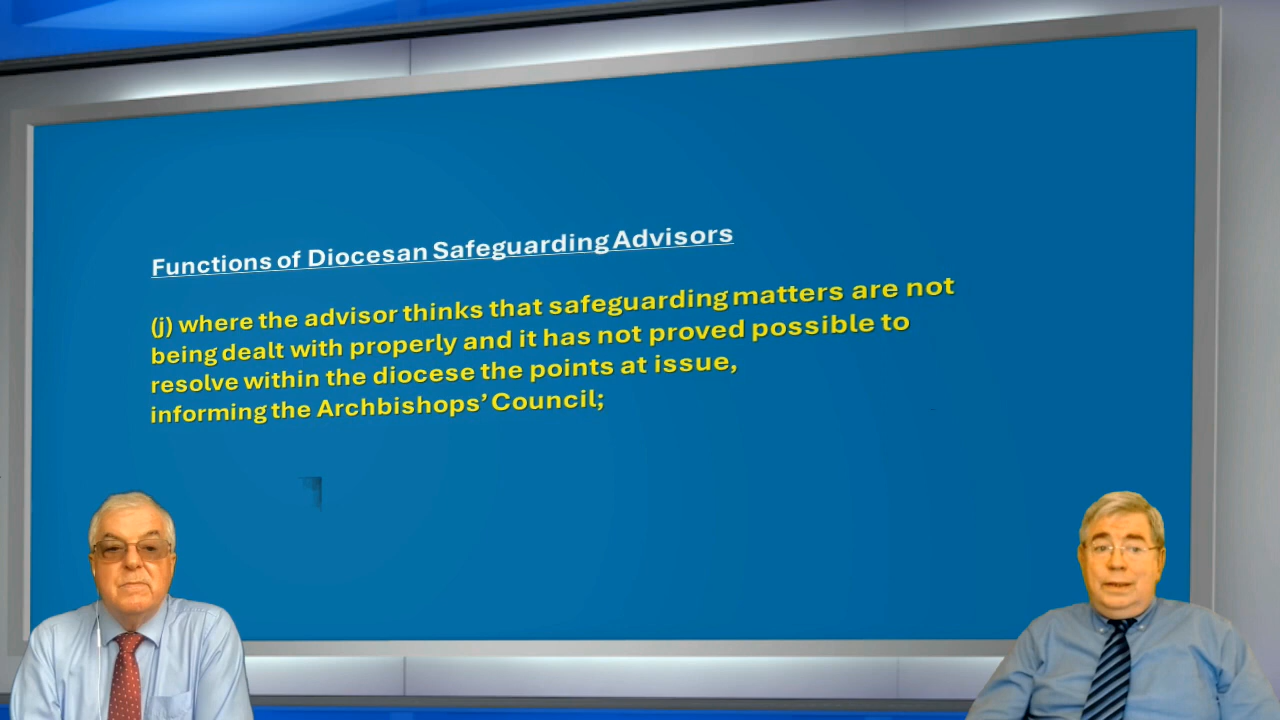 Functions of Diocesan Safeguarding Advisors
(j) where the advisor thinks that safeguarding matters are not
being dealt with properly and it has not proved possible to
resolve within the diocese the points at issue,
informing the Archbishops’ Council;